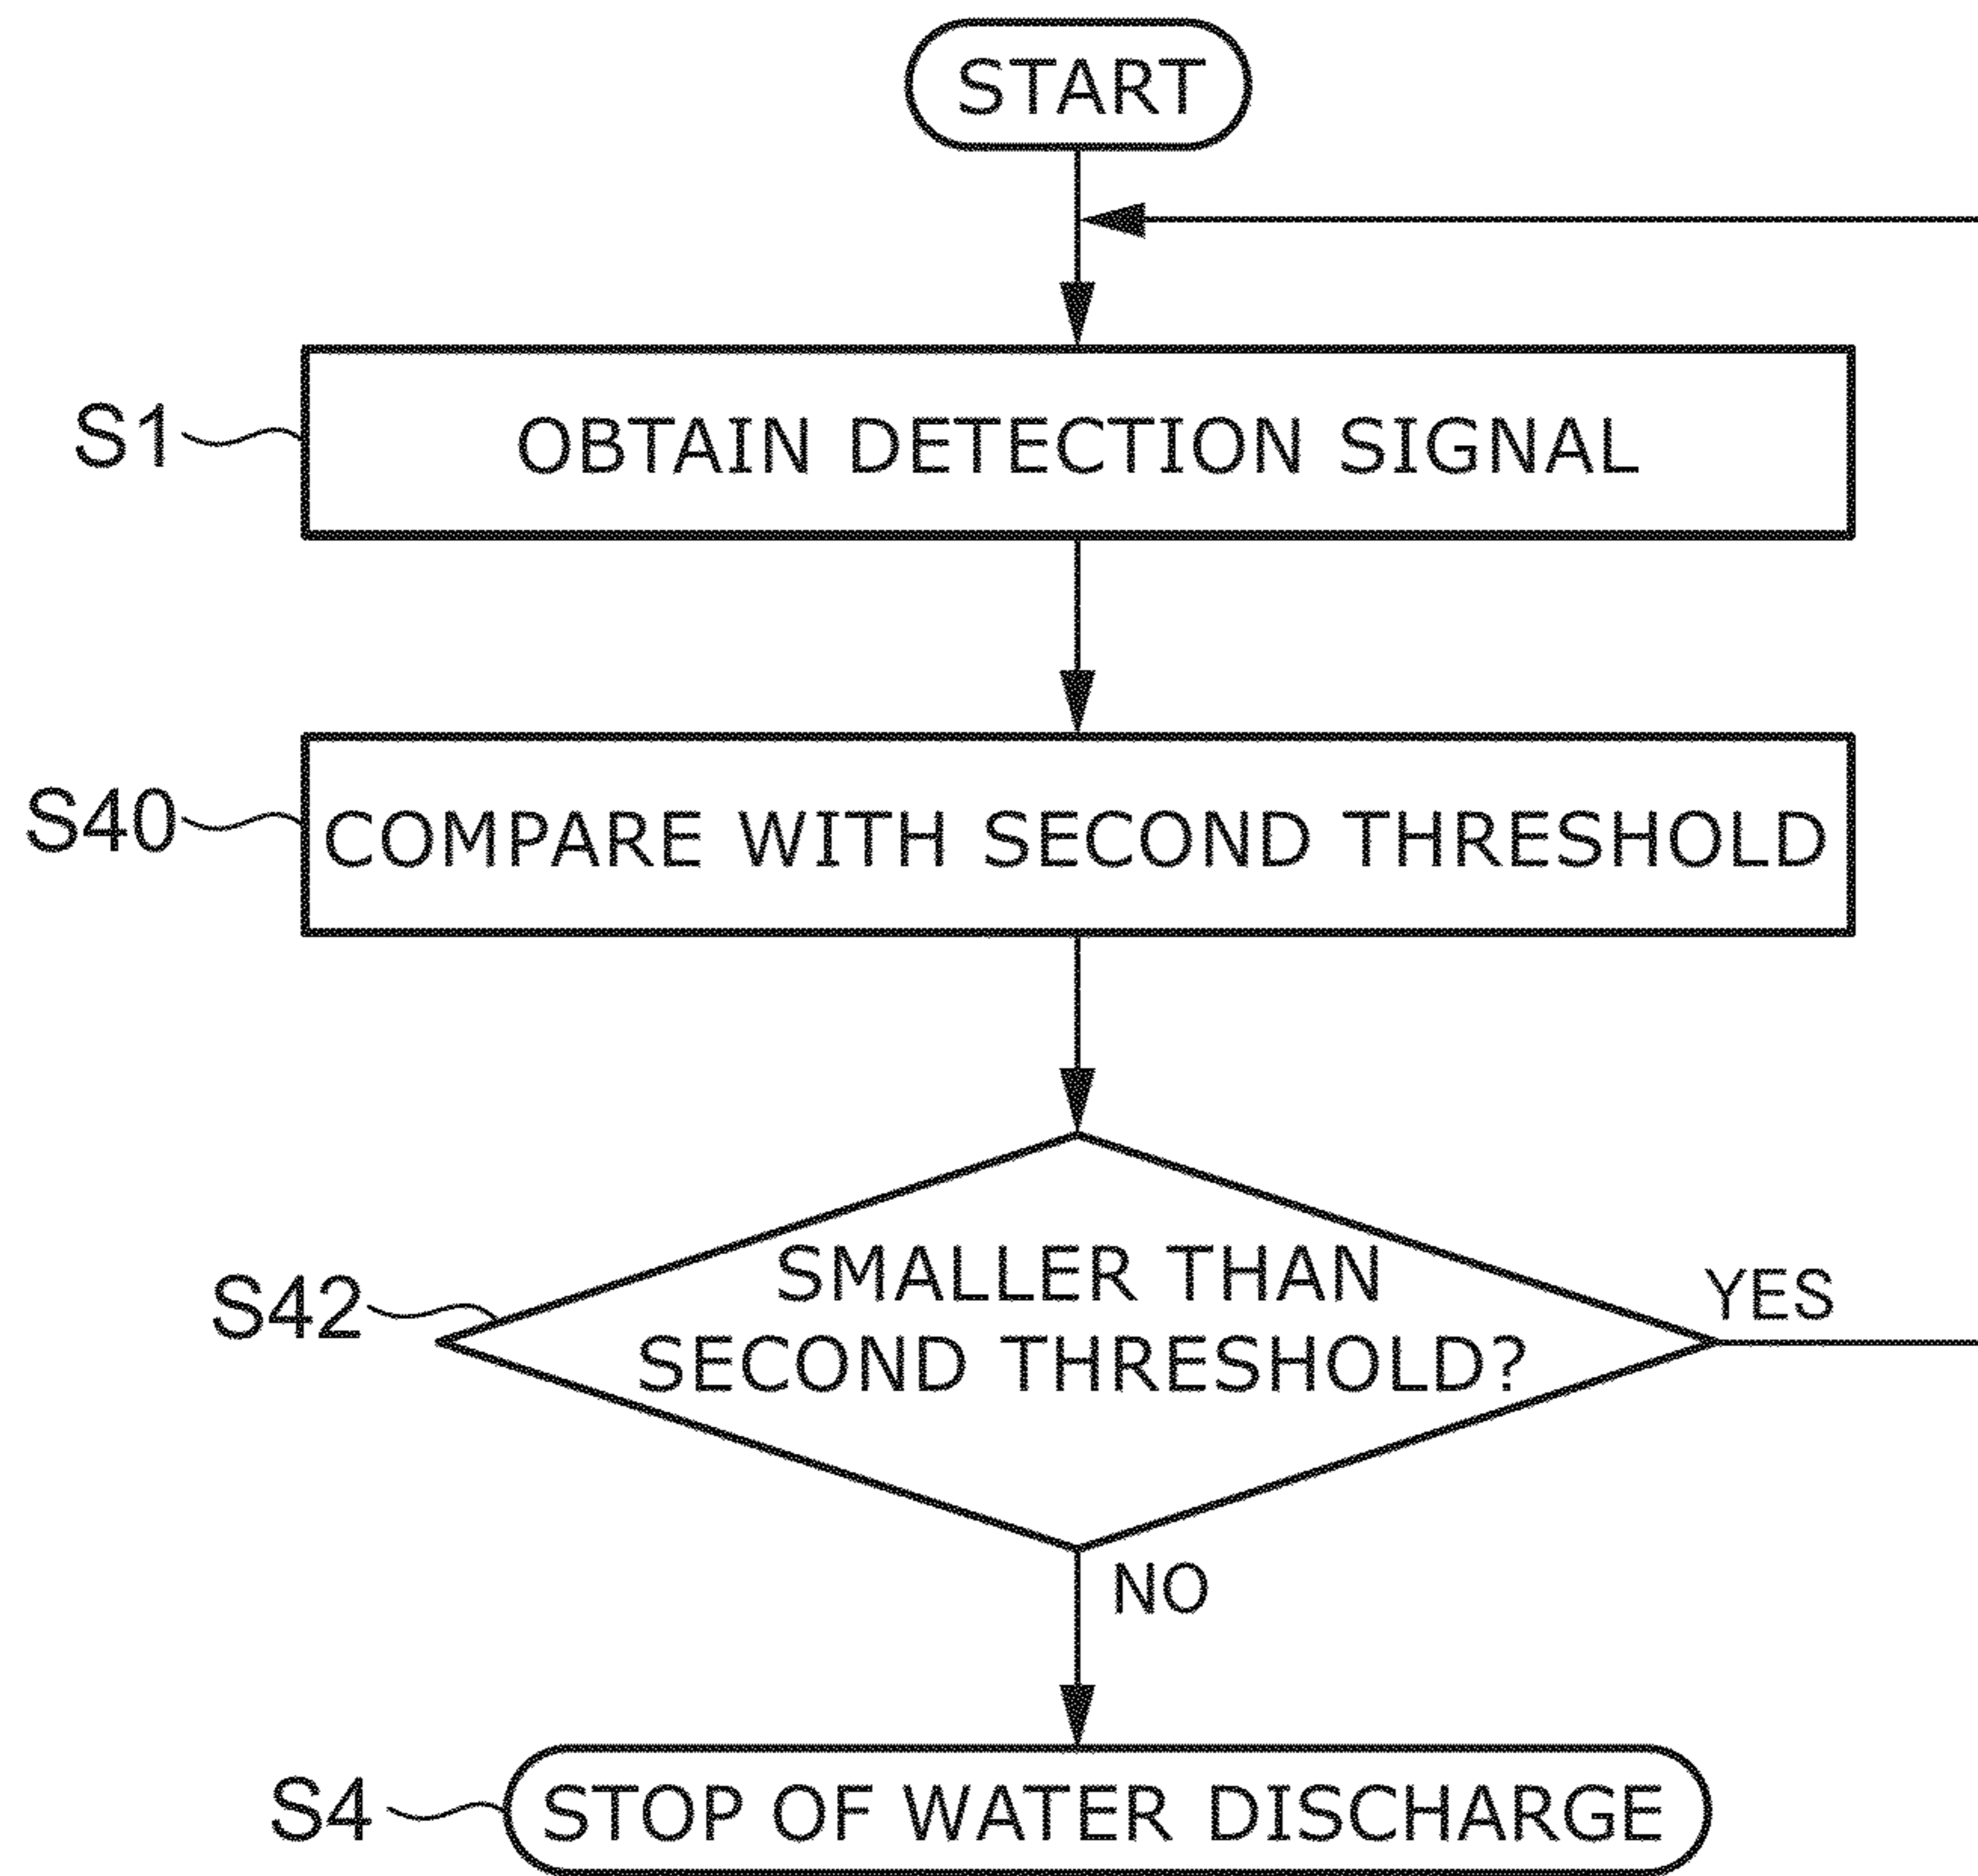 START
S1
OBTAIN DETECTION SIGNAL
S40
COMPARE WITH SECOND THRESHOLD
S42
SMALLER THAN
SECOND THRESHOLD?
YES
NO
S4
STOP OF WATER DISCHARGE